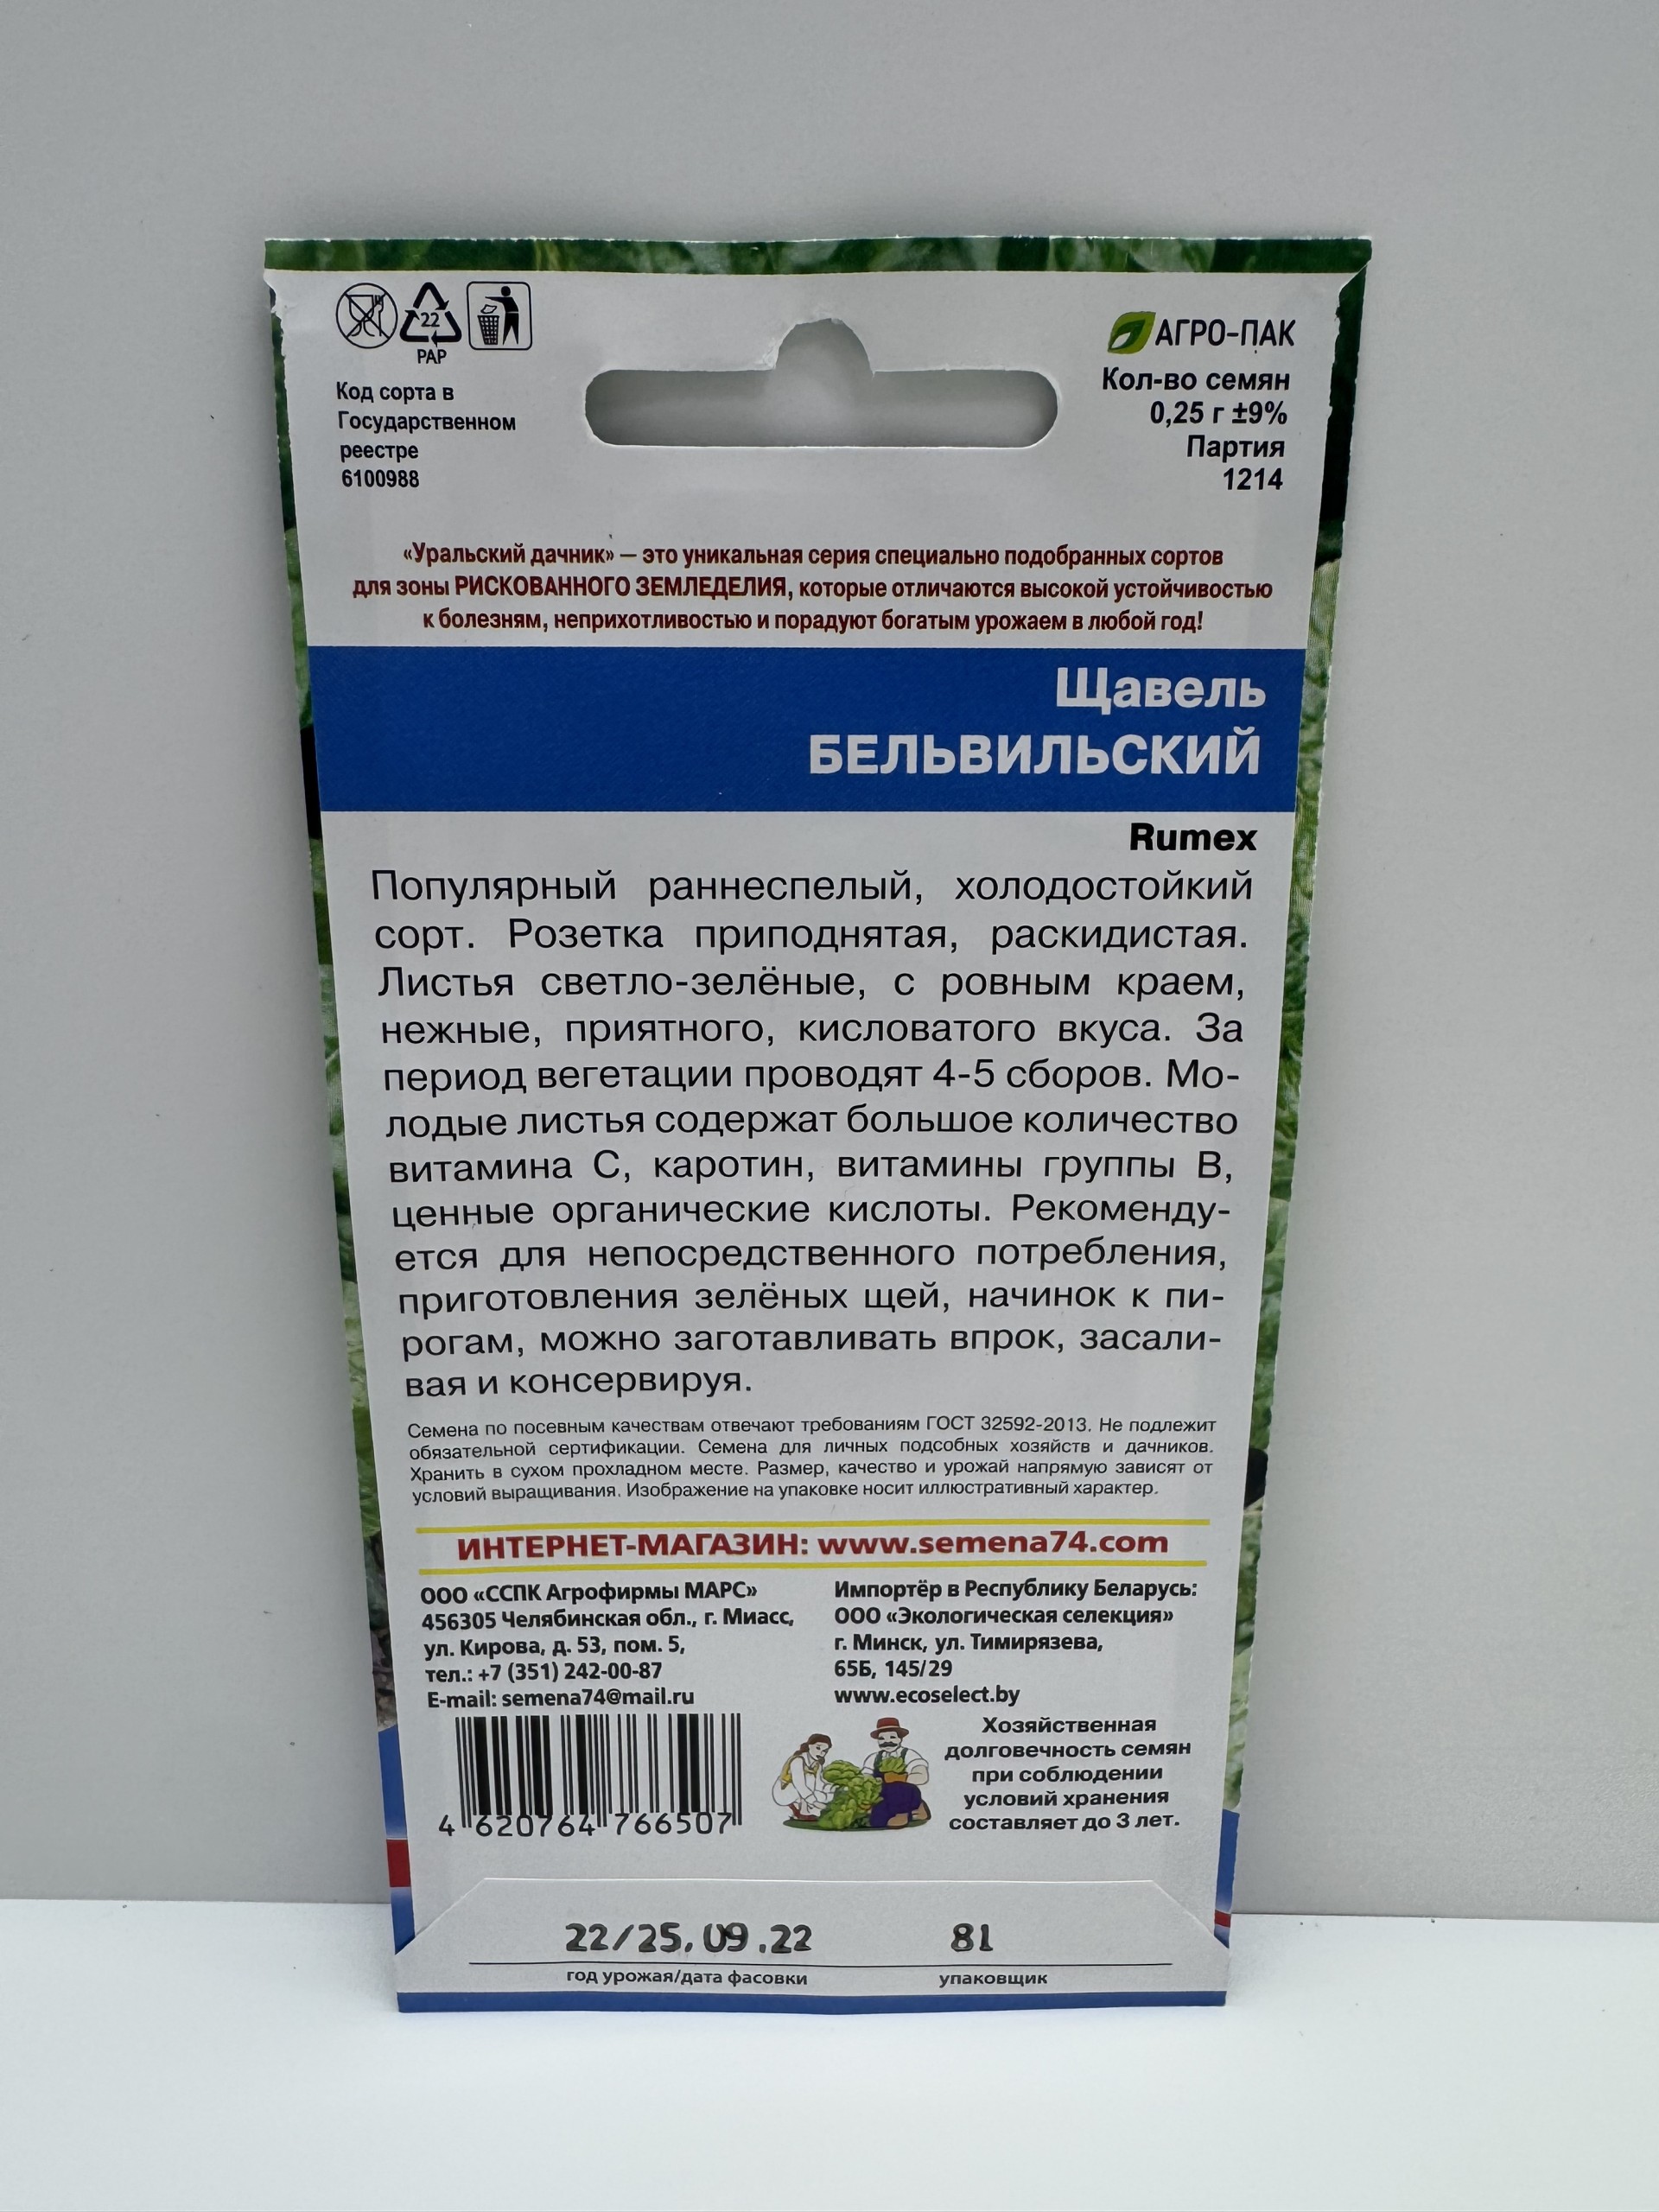 22
PAP
Код сорта в
Государственном
реестре
6100988
АГРО-ПАК
Кол-во семян
0,25 г ±9%
Партия
1214
«Уральский дачник» — это уникальная серия специально подобранных сортов
для зоны РИСКОВАННОГО ЗЕМЛЕДЕЛИЯ, которые отличаются высокой устойчивостью
к болезням, неприхотливостью и порадуют богатым урожаем в любой год!
Щавель
БЕЛЬВИЛЬСКИЙ
Rumex
Популярный раннеспелый, холодостойкий
сорт. Розетка приподнятая, раскидистая.
Листья светло-зелёные, с ровным краем,
нежные, приятного, кисловатого вкуса. За
период вегетации проводят 4-5 сборов. Мо-
лодые листья содержат большое количество
витамина С, каротин, витамины группы В,
ценные органические кислоты. Рекоменду-
ется для непосредственного потребления,
приготовления зелёных щей, начинок к пи-
рогам, можно заготавливать впрок, засали-
вая и консервируя.
Семена по посевным качествам отвечают требованиям ГОСТ 32592-2013. Не подлежит
обязательной сертификации. Семена для личных подсобных хозяйств и дачников.
Хранить в сухом прохладном месте. Размер, качество и урожай напрямую зависят от
условий выращивания. Изображение на упаковке носит иллюстративный характер.
ИНТЕРНЕТ-МАГАЗИН: www.semena74.com
ООО «ССПК Агрофирмы МАРС»
456305 Челябинская обл., г. Миасс,
ул. Кирова, д. 53, пом. 5,
тел.: +7 (351) 242-00-87
E-mail: semena74@mail.ru
Импортёр в Республику Беларусь:
ООО «Экологическая селекция»
г. Минск, ул. Тимирязева,
65Б, 145/29
www.ecoselect.by
4 620764 766507
Хозяйственная
долговечность семян
при соблюдении
условий хранения
составляет до 3 лет.
22/25.09.22 81
год урожая/дата фасовки упаковщик